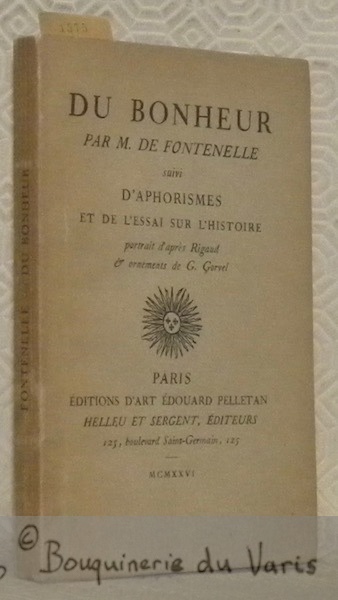 DU BONHEUR
PAR M. DE FONTENELLE
suivi
D'APHORISMES
ET DE L'ESSAI SUR L'HISTOIRE
portrait d'après Rigaud
& ornements de G. Gorvel
PARIS
ÉDITIONS D'ART ÉDOUARD PELLETAN
HELLEU ET SERGENT, ÉDITEURS
125, boulevard Saint-Germain, 125
MCMXXVI
FONTENELLE – DU BONHEUR
© Bouquinerie du Varis